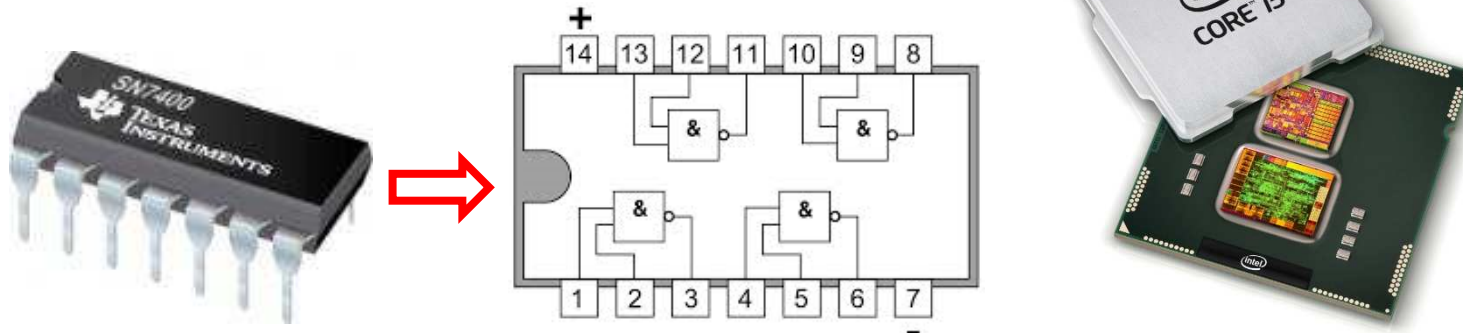 SN7400
TEXAS
INSTRUMENTS
+
14 13 12 11 10 9 8
& &
& &
1 2 3 4 5 6 7
-
CORE i5
intel